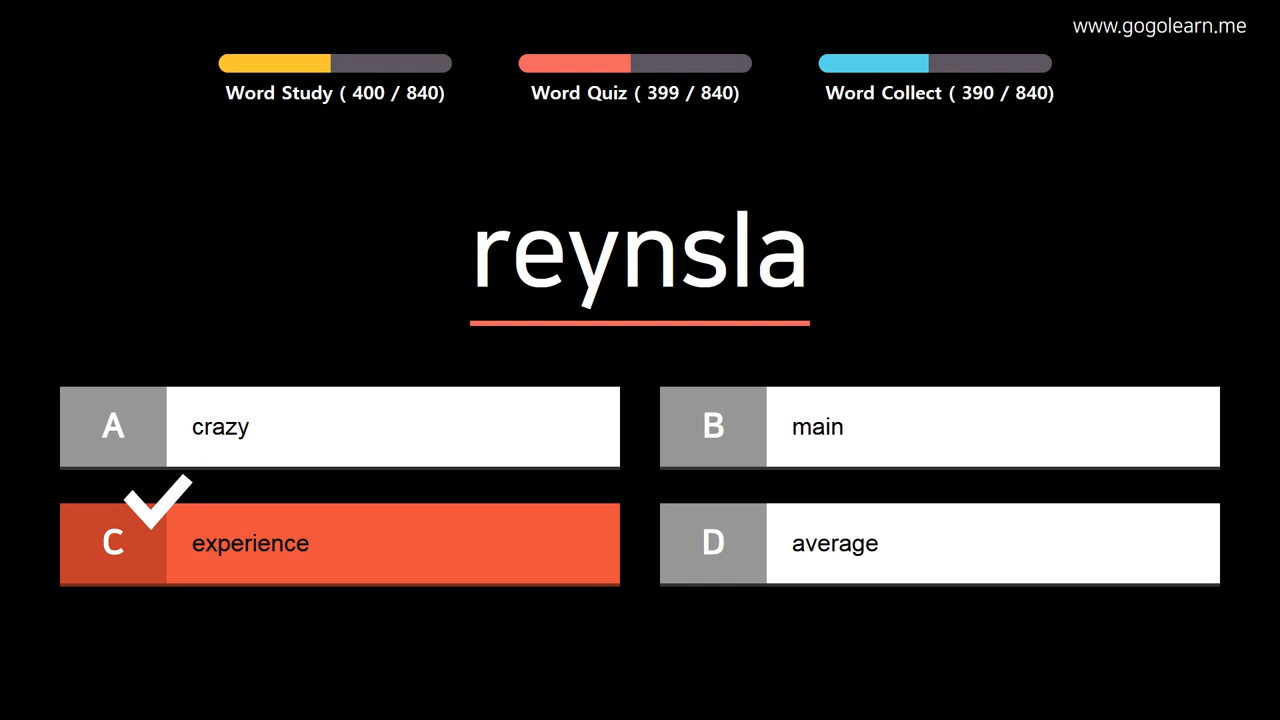 www.gogolearn.me
Word Study ( 400 / 840)
Word Quiz ( 399 / 840)
Word Collect ( 390 / 840)
reynsla
A crazy
B main
C experience
D average